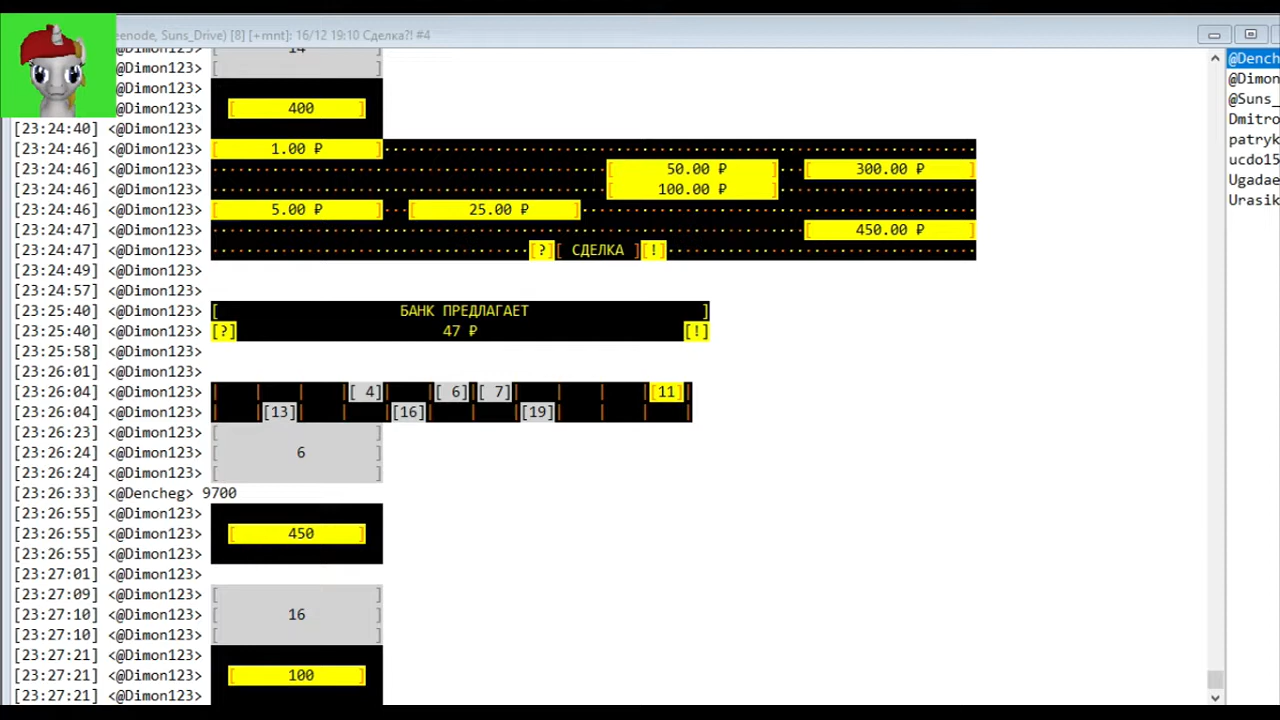 eenode, Suns_Drive) [8] [+mnt]: 16/12 19:10 Сделка?! #4
<@Dimon123> [ 14 ]
<@Dimon123> [ ]
<@Dimon123>
<@Dimon123> [ 400 ]
[23:24:40] <@Dimon123>
[23:24:46] <@Dimon123> [ 1.00 ₽ ]
[23:24:46] <@Dimon123> [ 50.00 ₽ ] [ 300.00 ₽ ]
[23:24:46] <@Dimon123> [ 100.00 ₽ ]
[23:24:46] <@Dimon123> [ 5.00 ₽ ] [ 25.00 ₽ ]
[23:24:47] <@Dimon123> [ 450.00 ₽ ]
[23:24:47] <@Dimon123> [?][ СДЕЛКА ][!]
[23:24:49] <@Dimon123>
[23:24:57] <@Dimon123>
[23:25:40] <@Dimon123> [ БАНК ПРЕДЛАГАЕТ ]
[23:25:40] <@Dimon123> [?] 47 ₽ [!]
[23:25:58] <@Dimon123>
[23:26:01] <@Dimon123>
[23:26:04] <@Dimon123> | | | |[ 4]| |[ 6]|[ 7]| | | |[11]|
[23:26:04] <@Dimon123> | |[13]| | |[16]| | |[19]| | | |
[23:26:23] <@Dimon123> [ ]
[23:26:24] <@Dimon123> [ 6 ]
[23:26:24] <@Dimon123> [ ]
[23:26:33] <@Dencheg> 9700
[23:26:55] <@Dimon123>
[23:26:55] <@Dimon123> [ 450 ]
[23:26:55] <@Dimon123>
[23:27:01] <@Dimon123>
[23:27:09] <@Dimon123> [ ]
[23:27:10] <@Dimon123> [ 16 ]
[23:27:10] <@Dimon123> [ ]
[23:27:21] <@Dimon123>
[23:27:21] <@Dimon123> [ 100 ]
[23:27:21] <@Dimon123>
@Dench
@Dimon
@Suns_
Dmitro
patryk
ucdo15
Ugadae
Urasik